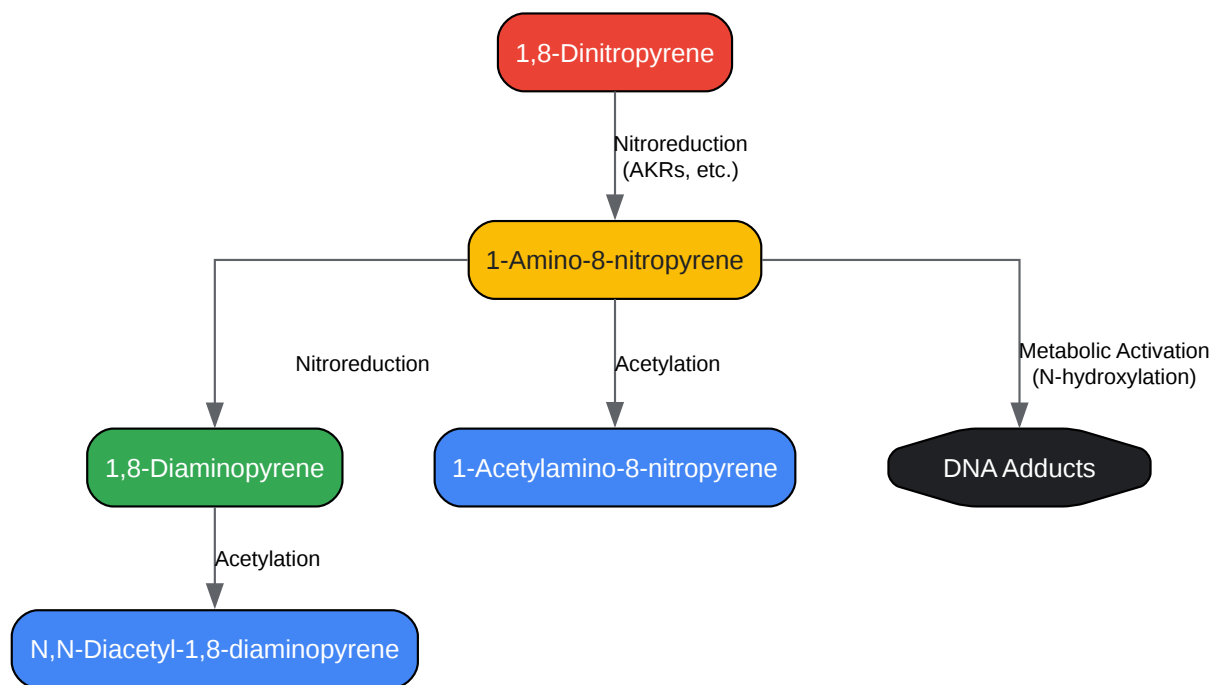 1,8-Dinitropyrene
Nitroreduction
(AKRs, etc.)
1-Amino-8-nitropyrene
Nitroreduction
Acetylation
Metabolic Activation
(N-hydroxylation)
1,8-Diaminopyrene
1-Acetylamino-8-nitropyrene
DNA Adducts
Acetylation
N,N-Diacetyl-1,8-diaminopyrene